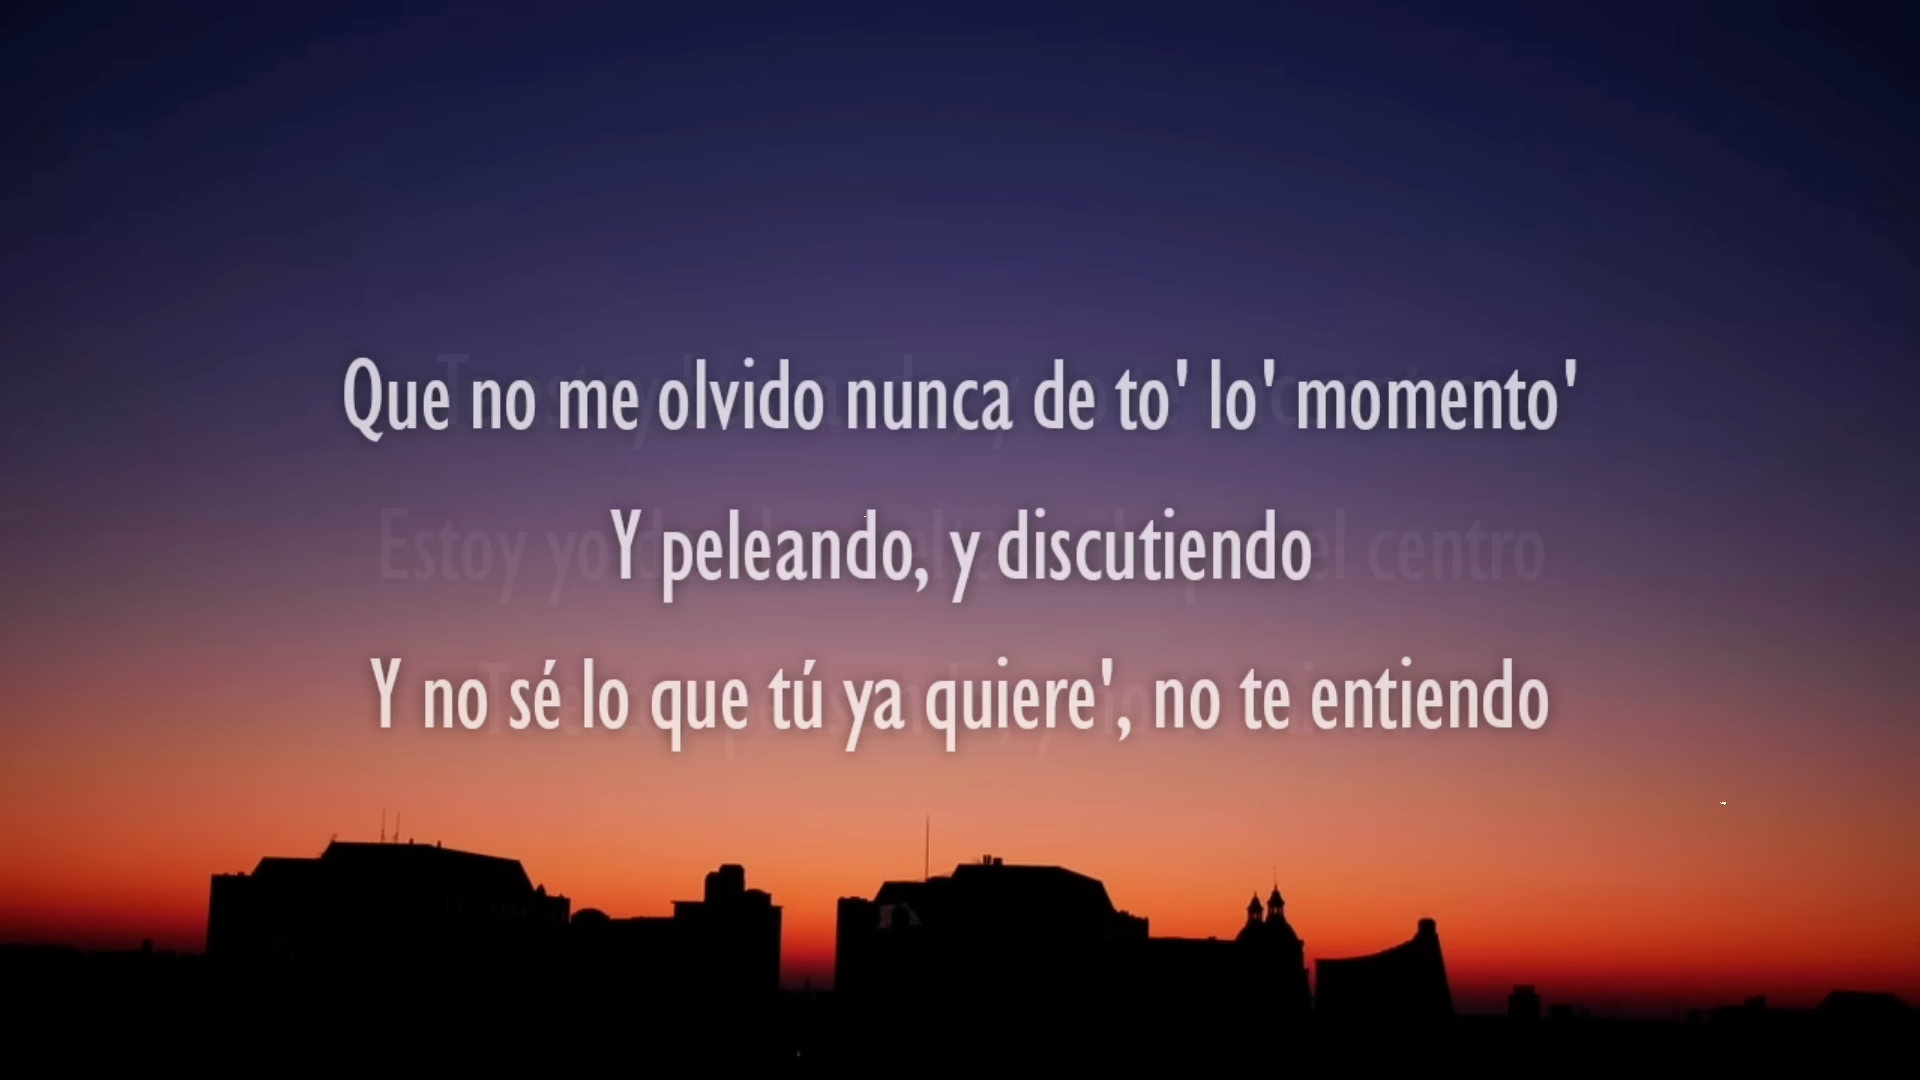 Que no me olvido nunca de to' lo' momento'
Y peleando, y discutiendo
Y no sé lo que tú ya quiere', no te entiendo